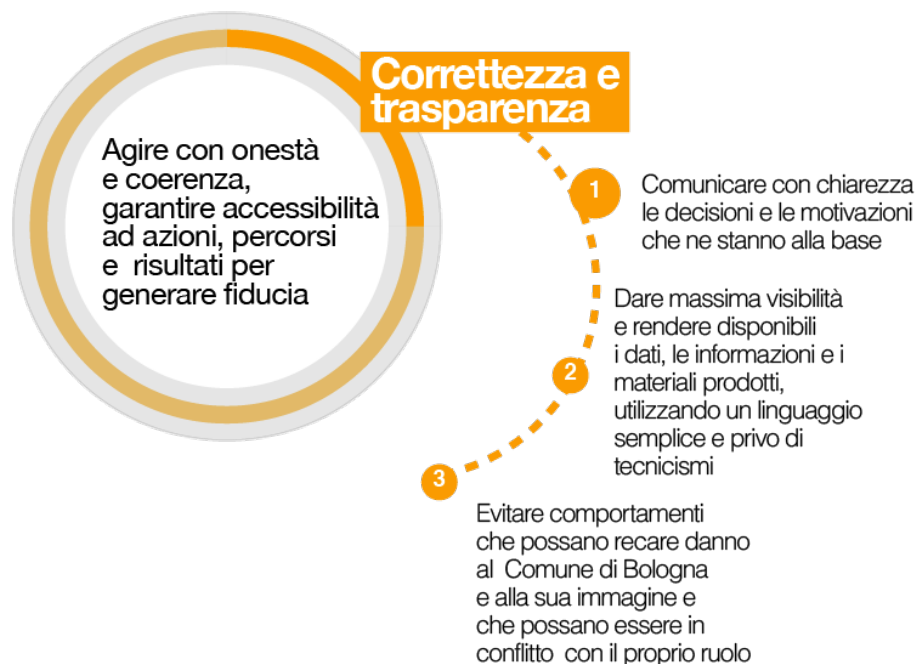 Correttezza e
trasparenza
Agire con onestà
e coerenza,
garantire accessibilità
ad azioni, percorsi
e risultati per
generare fiducia
1
Comunicare con chiarezza
le decisioni e le motivazioni
che ne stanno alla base
2
Dare massima visibilità
e rendere disponibili
i dati, le informazioni e i
materiali prodotti,
utilizzando un linguaggio
semplice e privo di
tecnicismi
3
Evitare comportamenti
che possano recare danno
al Comune di Bologna
e alla sua immagine e
che possano essere in
conflitto con il proprio ruolo